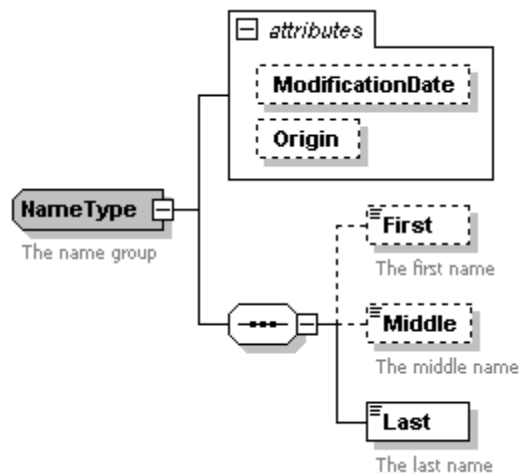 attributes
ModificationDate
Origin
NameType
The name group
First
The first name
Middle
The middle name
Last
The last name